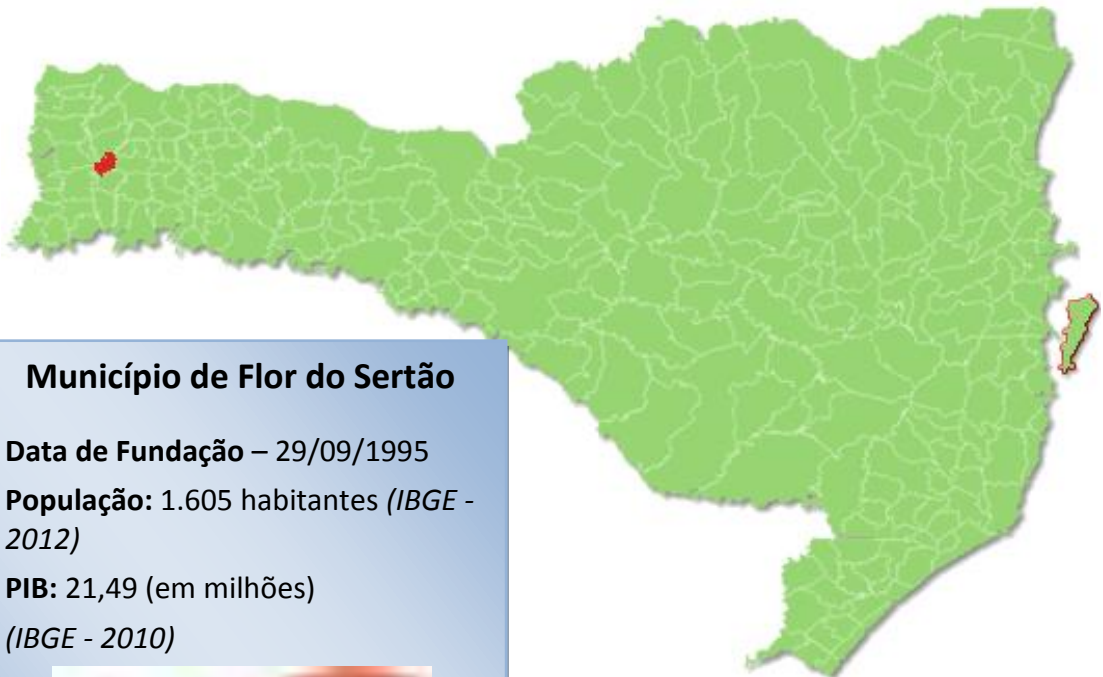 Município de Flor do Sertão
Data de Fundação – 29/09/1995
População: 1.605 habitantes (IBGE -
2012)
PIB: 21,49 (em milhões)
(IBGE - 2010)